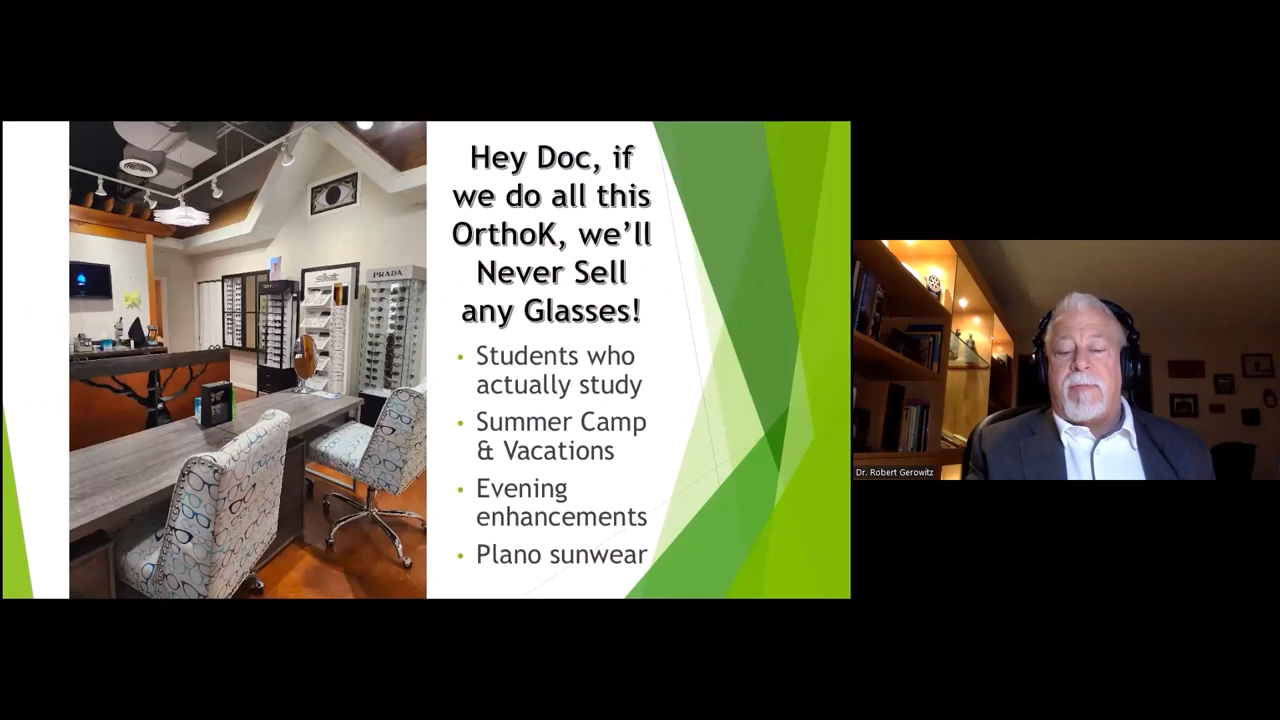 Hey Doc, if
we do all this
OrthoK, we’ll
Never Sell
any Glasses!
• Students who
actually study
• Summer Camp
& Vacations
• Evening
enhancements
• Plano sunwear
PRADA
Dr. Robert Gerowitz